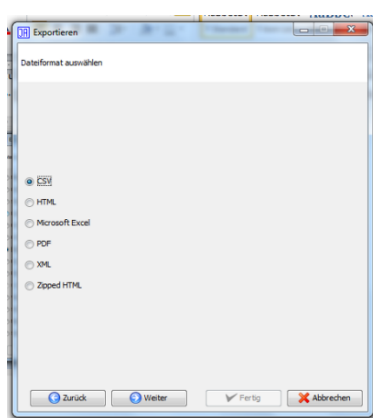 Exportieren
Dateiformat auswählen
CSV
HTML
Microsoft Excel
PDF
XML
Zipped HTML
Zurück Weiter Fertig Abbrechen